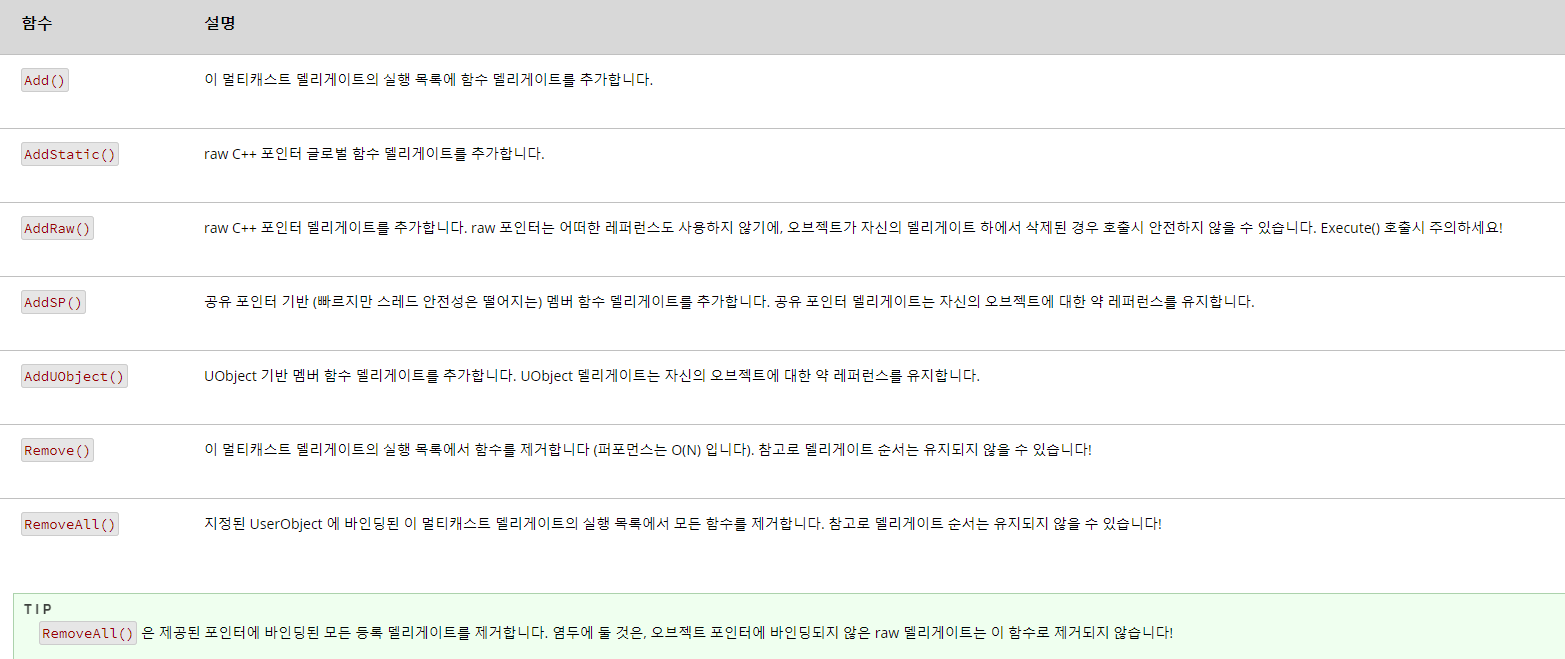 함수 설명
Add() 이 멀티캐스트 델리게이트의 실행 목록에 함수 델리게이트를 추가합니다.
AddStatic() raw C++ 포인터 글로벌 함수 델리게이트를 추가합니다.
AddRaw() raw C++ 포인터 델리게이트를 추가합니다. raw 포인터는 어떠한 레퍼런스도 사용하지 않기에, 오브젝트가 자신의 델리게이트 하에서 삭제된 경우 호출시 안전하지 않을 수 있습니다. Execute() 호출시 주의하세요!
AddSP() 공유 포인터 기반 (빠르지만 스레드 안전성은 떨어지는) 멤버 함수 델리게이트를 추가합니다. 공유 포인터 델리게이트는 자신의 오브젝트에 대한 약 레퍼런스를 유지합니다.
AddUObject() UObject 기반 멤버 함수 델리게이트를 추가합니다. UObject 델리게이트는 자신의 오브젝트에 대한 약 레퍼런스를 유지합니다.
Remove() 이 멀티캐스트 델리게이트의 실행 목록에서 함수를 제거합니다 (퍼포먼스는 O(N) 입니다). 참고로 델리게이트 순서는 유지되지 않을 수 있습니다!
RemoveAll() 지정된 UserObject 에 바인딩된 이 멀티캐스트 델리게이트의 실행 목록에서 모든 함수를 제거합니다. 참고로 델리게이트 순서는 유지되지 않을 수 있습니다!
TIP
RemoveAll() 은 제공된 포인터에 바인딩된 모든 등록 델리게이트를 제거합니다. 염두에 둘 것은, 오브젝트 포인터에 바인딩되지 않은 raw 델리게이트는 이 함수로 제거되지 않습니다!